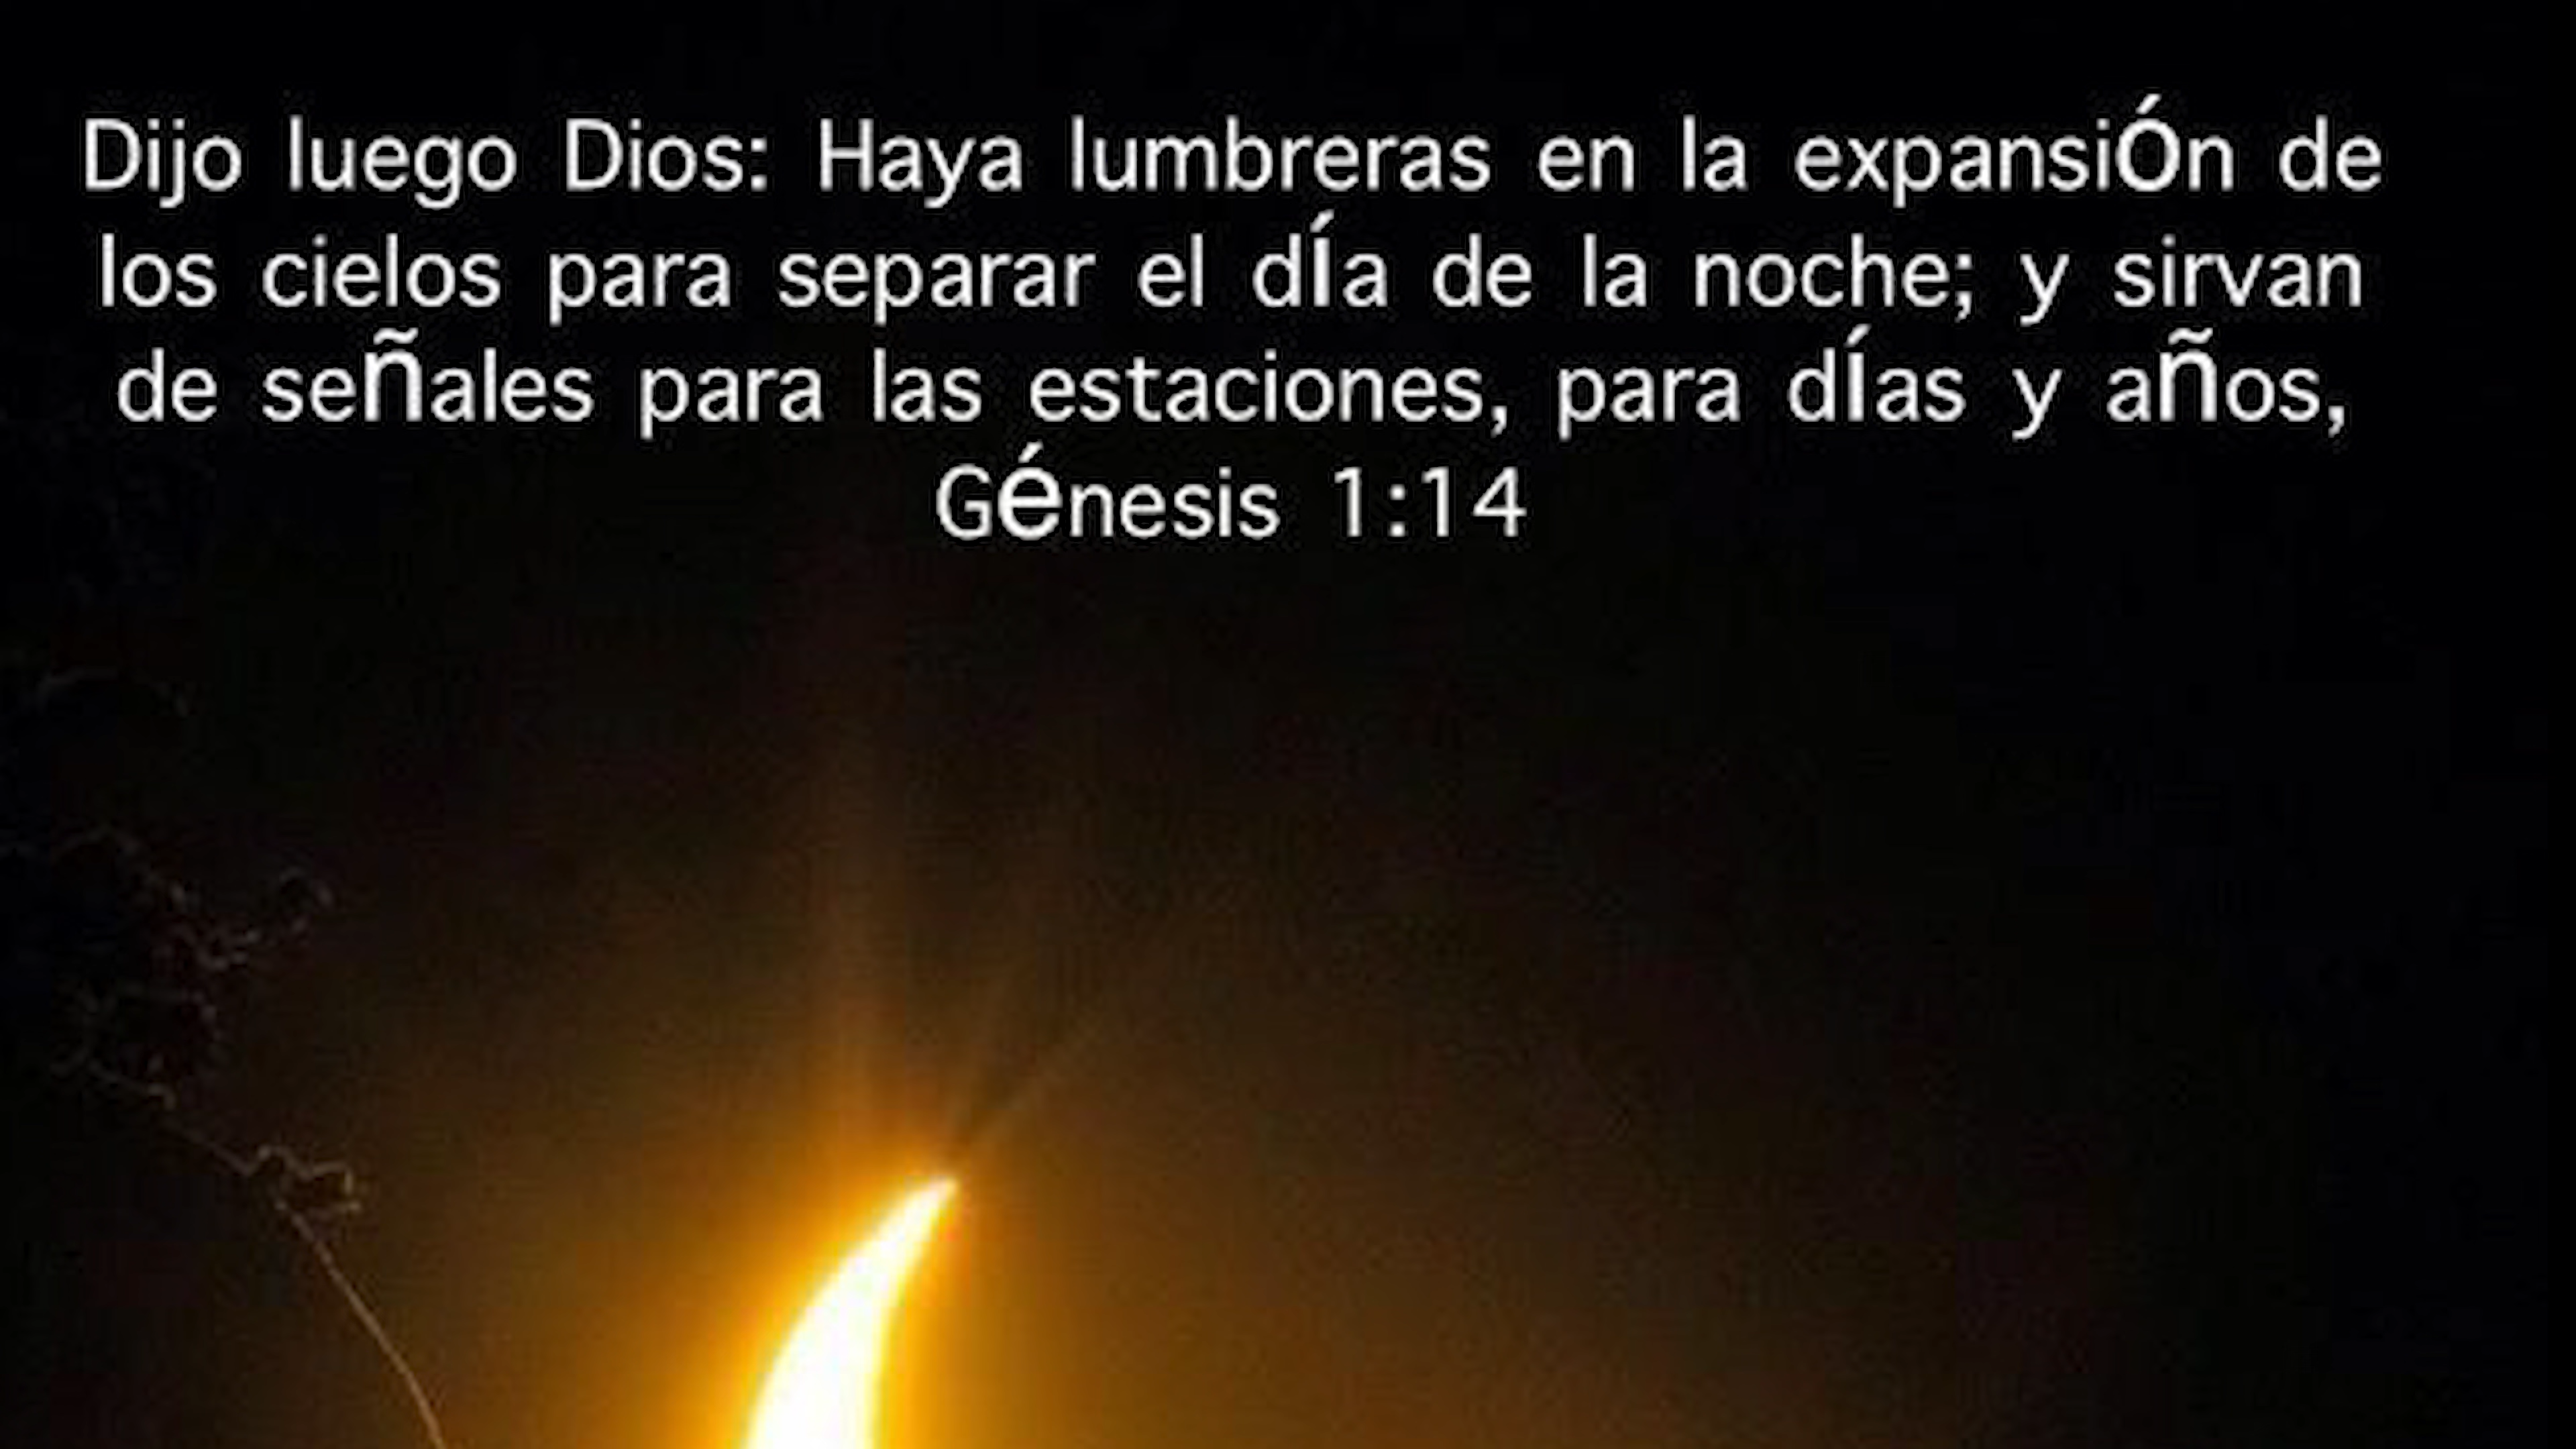 Dijo luego Dios: Haya lumbreras en la expansión de
los cielos para separar el día de la noche; y sirvan
de señales para las estaciones, para días y años,
Génesis 1:14